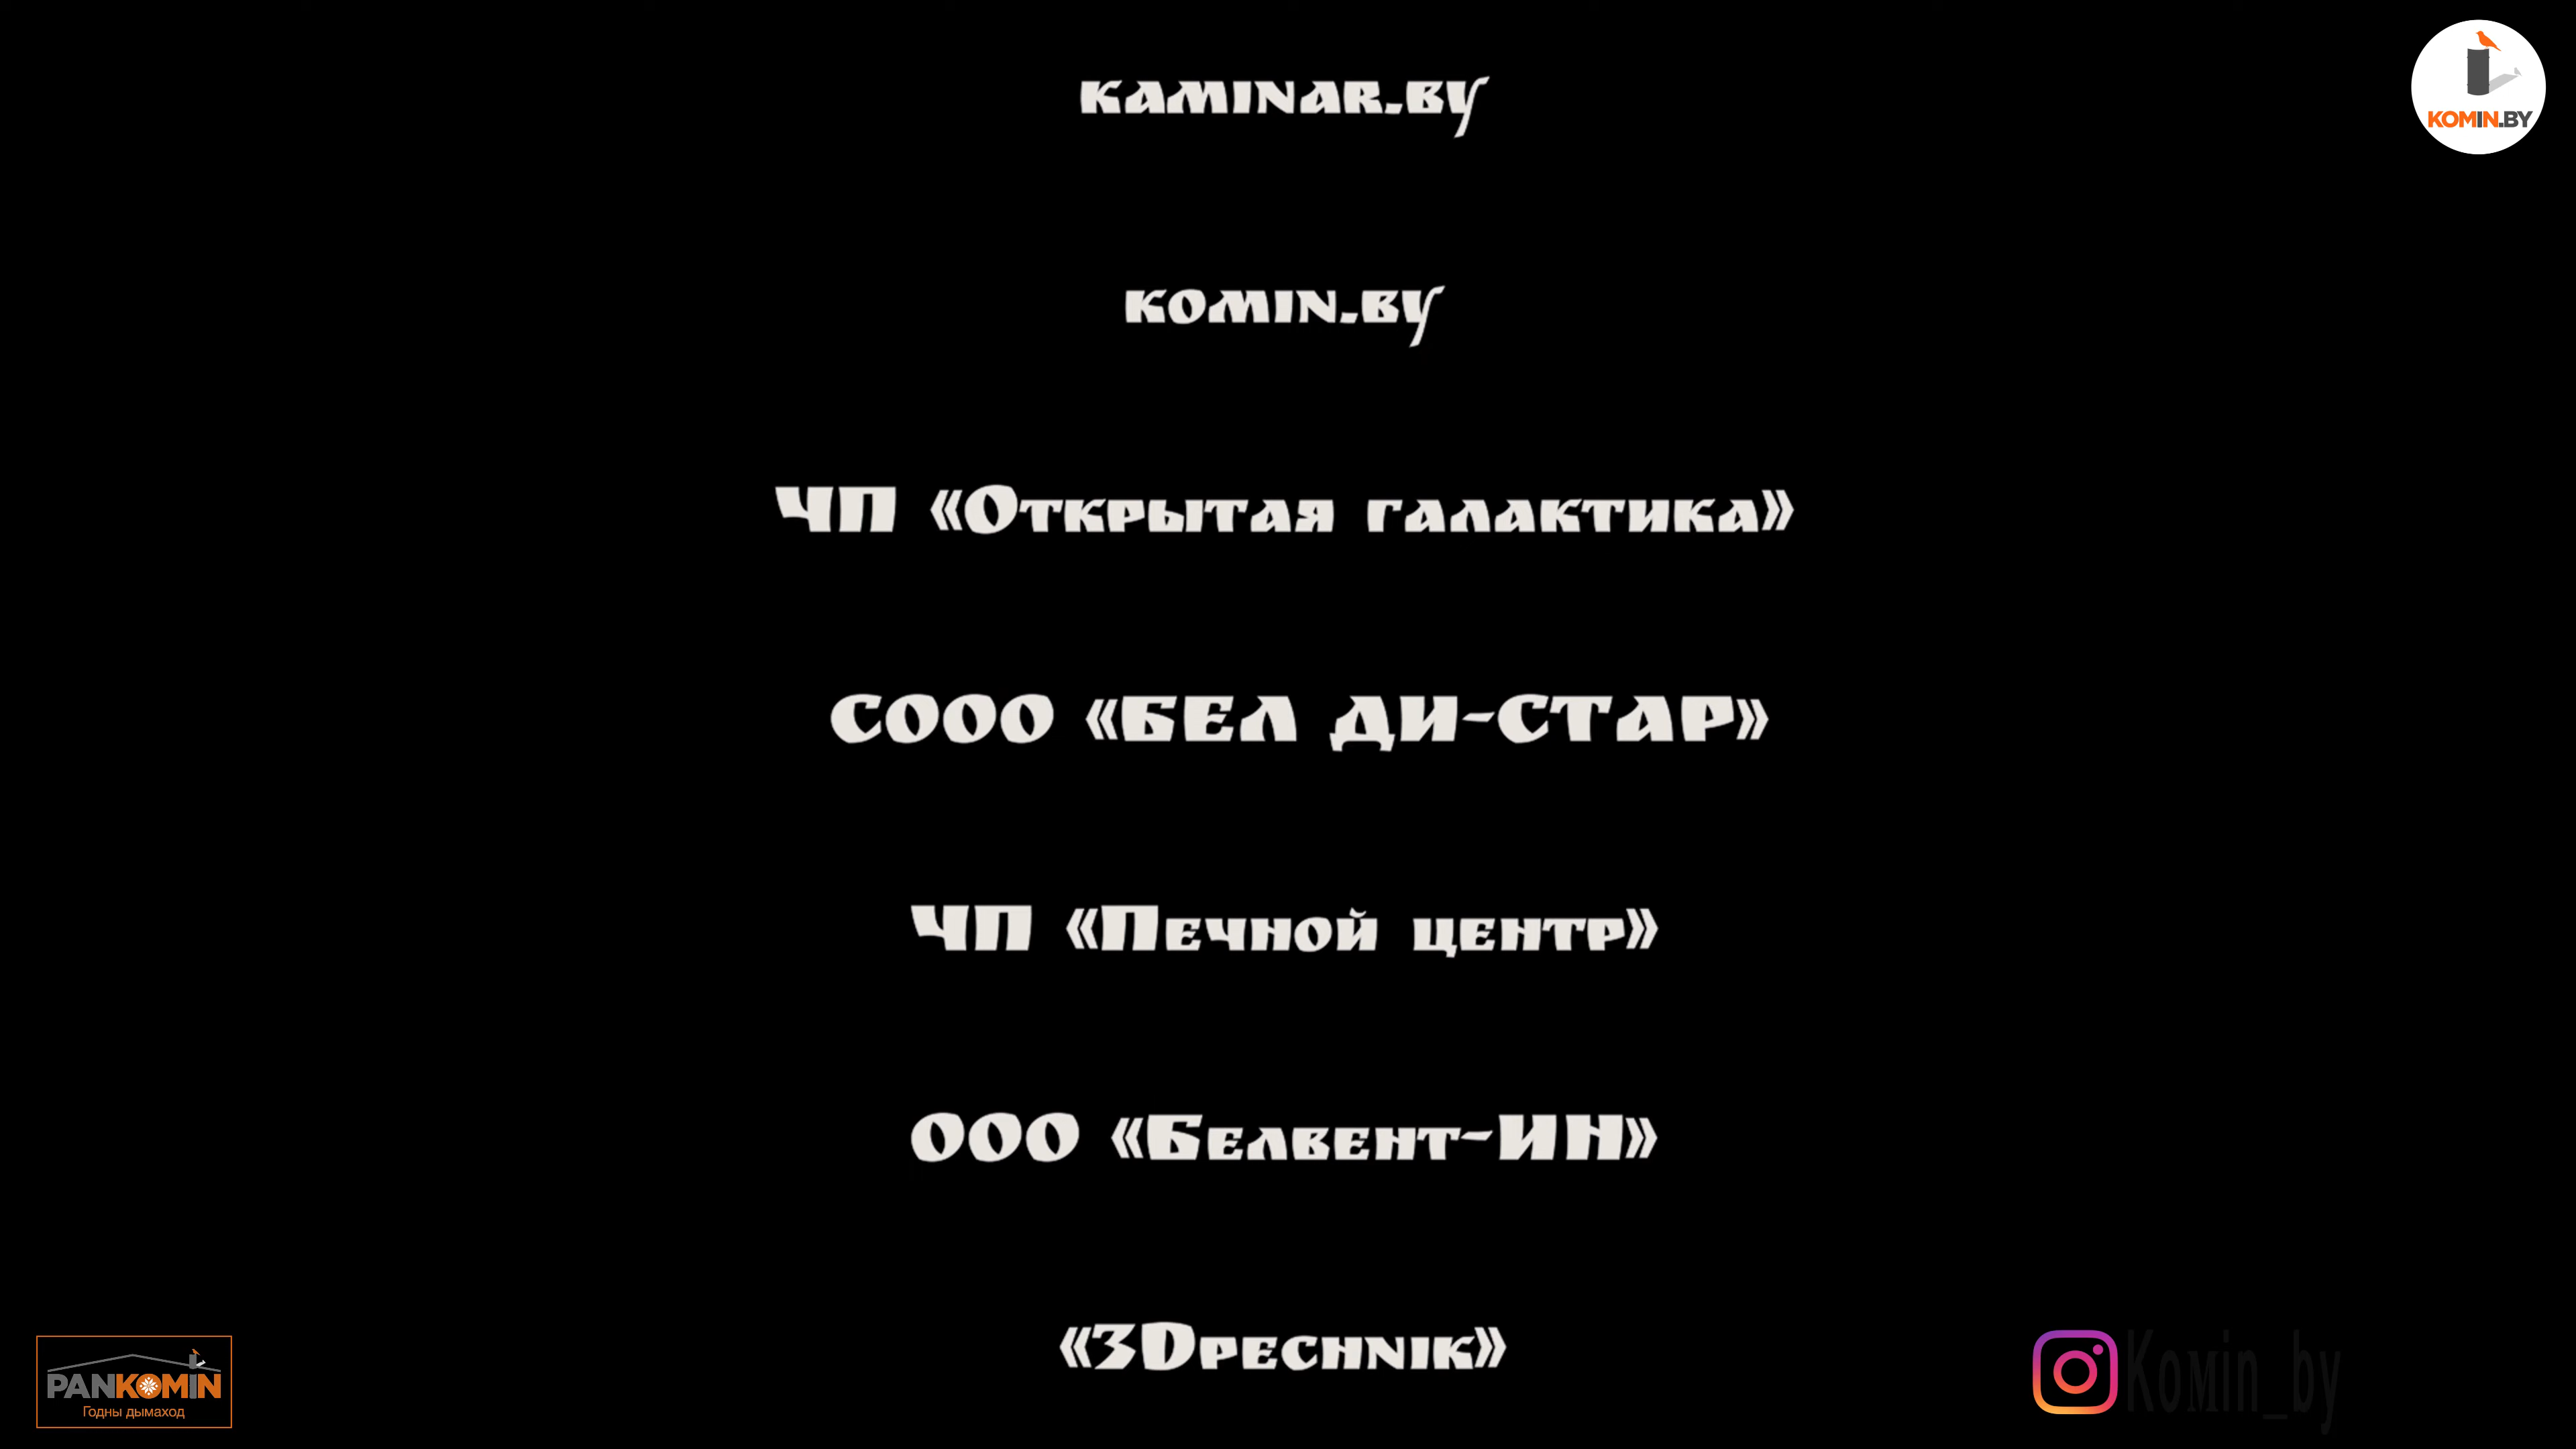 kaminar.by
KOMIN.BY
komin.by
ЧП «Открытая галактика»
СООО «БЕЛ ДИ-СТАР»
ЧП «Печной центр»
ООО «Белвент-ИН»
«3Dpechnik»
PANKOMIN
Годны дымаход
Komin_by